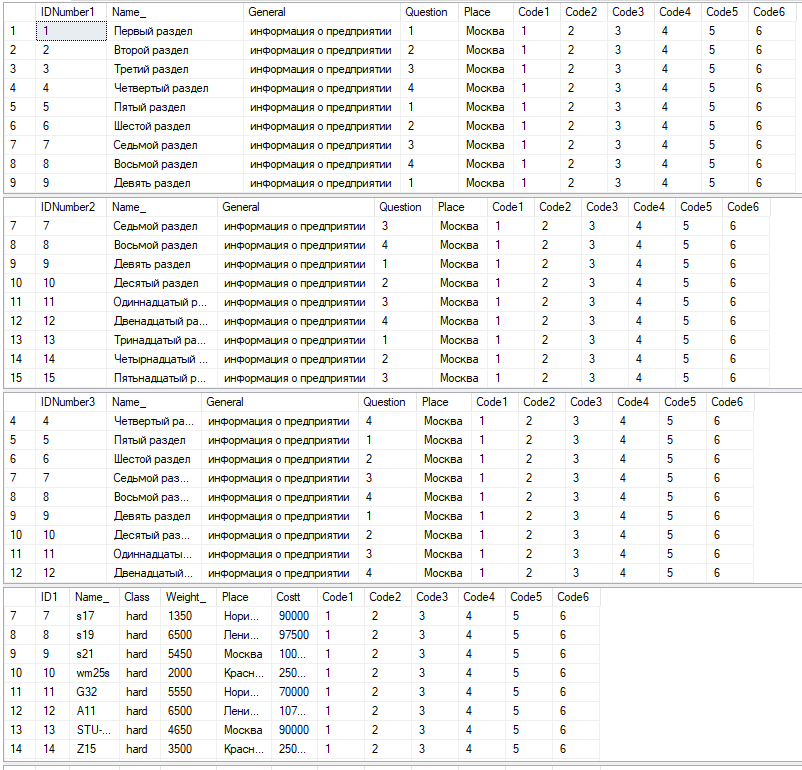 IDNumber1 Name_ General Question Place Code1 Code2 Code3 Code4 Code5 Code6
1 1 Первый раздел информация о предприятии 1 Москва 1 2 3 4 5 6
2 2 Второй раздел информация о предприятии 2 Москва 1 2 3 4 5 6
3 3 Третий раздел информация о предприятии 3 Москва 1 2 3 4 5 6
4 4 Четвертый раздел информация о предприятии 4 Москва 1 2 3 4 5 6
5 5 Пятый раздел информация о предприятии 1 Москва 1 2 3 4 5 6
6 6 Шестой раздел информация о предприятии 2 Москва 1 2 3 4 5 6
7 7 Седьмой раздел информация о предприятии 3 Москва 1 2 3 4 5 6
8 8 Восьмой раздел информация о предприятии 4 Москва 1 2 3 4 5 6
9 9 Девять раздел информация о предприятии 1 Москва 1 2 3 4 5 6
IDNumber2 Name_ General Question Place Code1 Code2 Code3 Code4 Code5 Code6
7 7 Седьмой раздел информация о предприятии 3 Москва 1 2 3 4 5 6
8 8 Восьмой раздел информация о предприятии 4 Москва 1 2 3 4 5 6
9 9 Девять раздел информация о предприятии 1 Москва 1 2 3 4 5 6
10 10 Десятый раздел информация о предприятии 2 Москва 1 2 3 4 5 6
11 11 Одиннадцатый р... информация о предприятии 3 Москва 1 2 3 4 5 6
12 12 Двенадцатый ра... информация о предприятии 4 Москва 1 2 3 4 5 6
13 13 Тринадцатый ра... информация о предприятии 1 Москва 1 2 3 4 5 6
14 14 Четырнадцатый ... информация о предприятии 2 Москва 1 2 3 4 5 6
15 15 Пятьнадцатый р... информация о предприятии 3 Москва 1 2 3 4 5 6
IDNumber3 Name_ General Question Place Code1 Code2 Code3 Code4 Code5 Code6
4 4 Четвертый ра... информация о предприятии 4 Москва 1 2 3 4 5 6
5 5 Пятый раздел информация о предприятии 1 Москва 1 2 3 4 5 6
6 6 Шестой раздел информация о предприятии 2 Москва 1 2 3 4 5 6
7 7 Седьмой раз... информация о предприятии 3 Москва 1 2 3 4 5 6
8 8 Восьмой раз... информация о предприятии 4 Москва 1 2 3 4 5 6
9 9 Девять раздел информация о предприятии 1 Москва 1 2 3 4 5 6
10 10 Десятый раз... информация о предприятии 2 Москва 1 2 3 4 5 6
11 11 Одиннадцаты... информация о предприятии 3 Москва 1 2 3 4 5 6
12 12 Двенадцатый... информация о предприятии 4 Москва 1 2 3 4 5 6
ID1 Name_ Class Weight_ Place Costt Code1 Code2 Code3 Code4 Code5 Code6
7 7 s17 hard 1350 Нори... 90000 1 2 3 4 5 6
8 8 s19 hard 6500 Лени... 97500 1 2 3 4 5 6
9 9 s21 hard 5450 Москва 100... 1 2 3 4 5 6
10 10 wm25s hard 2000 Красн... 250... 1 2 3 4 5 6
11 11 G32 hard 5550 Нори... 70000 1 2 3 4 5 6
12 12 A11 hard 6500 Лени... 107... 1 2 3 4 5 6
13 13 STU-... hard 4650 Москва 90000 1 2 3 4 5 6
14 14 Z15 hard 3500 Красн... 250... 1 2 3 4 5 6